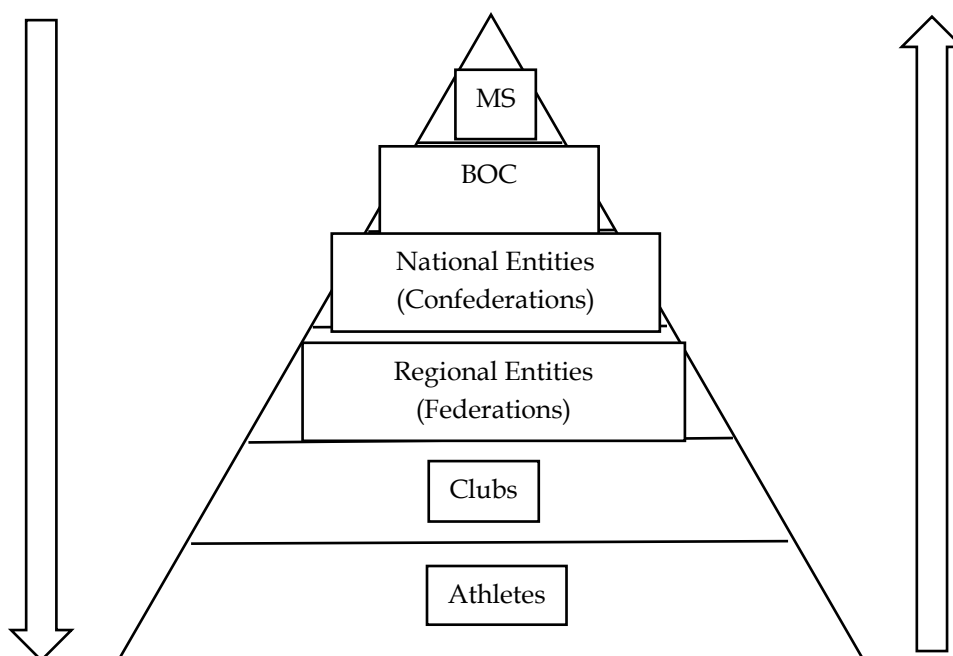 MS
BOC
National Entities
(Confederations)
Regional Entities
(Federations)
Clubs
Athletes